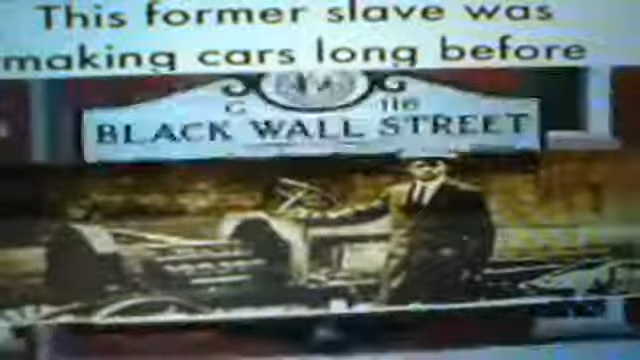 This former slave was
making cars long before
G 116
BLACK WALL STREET